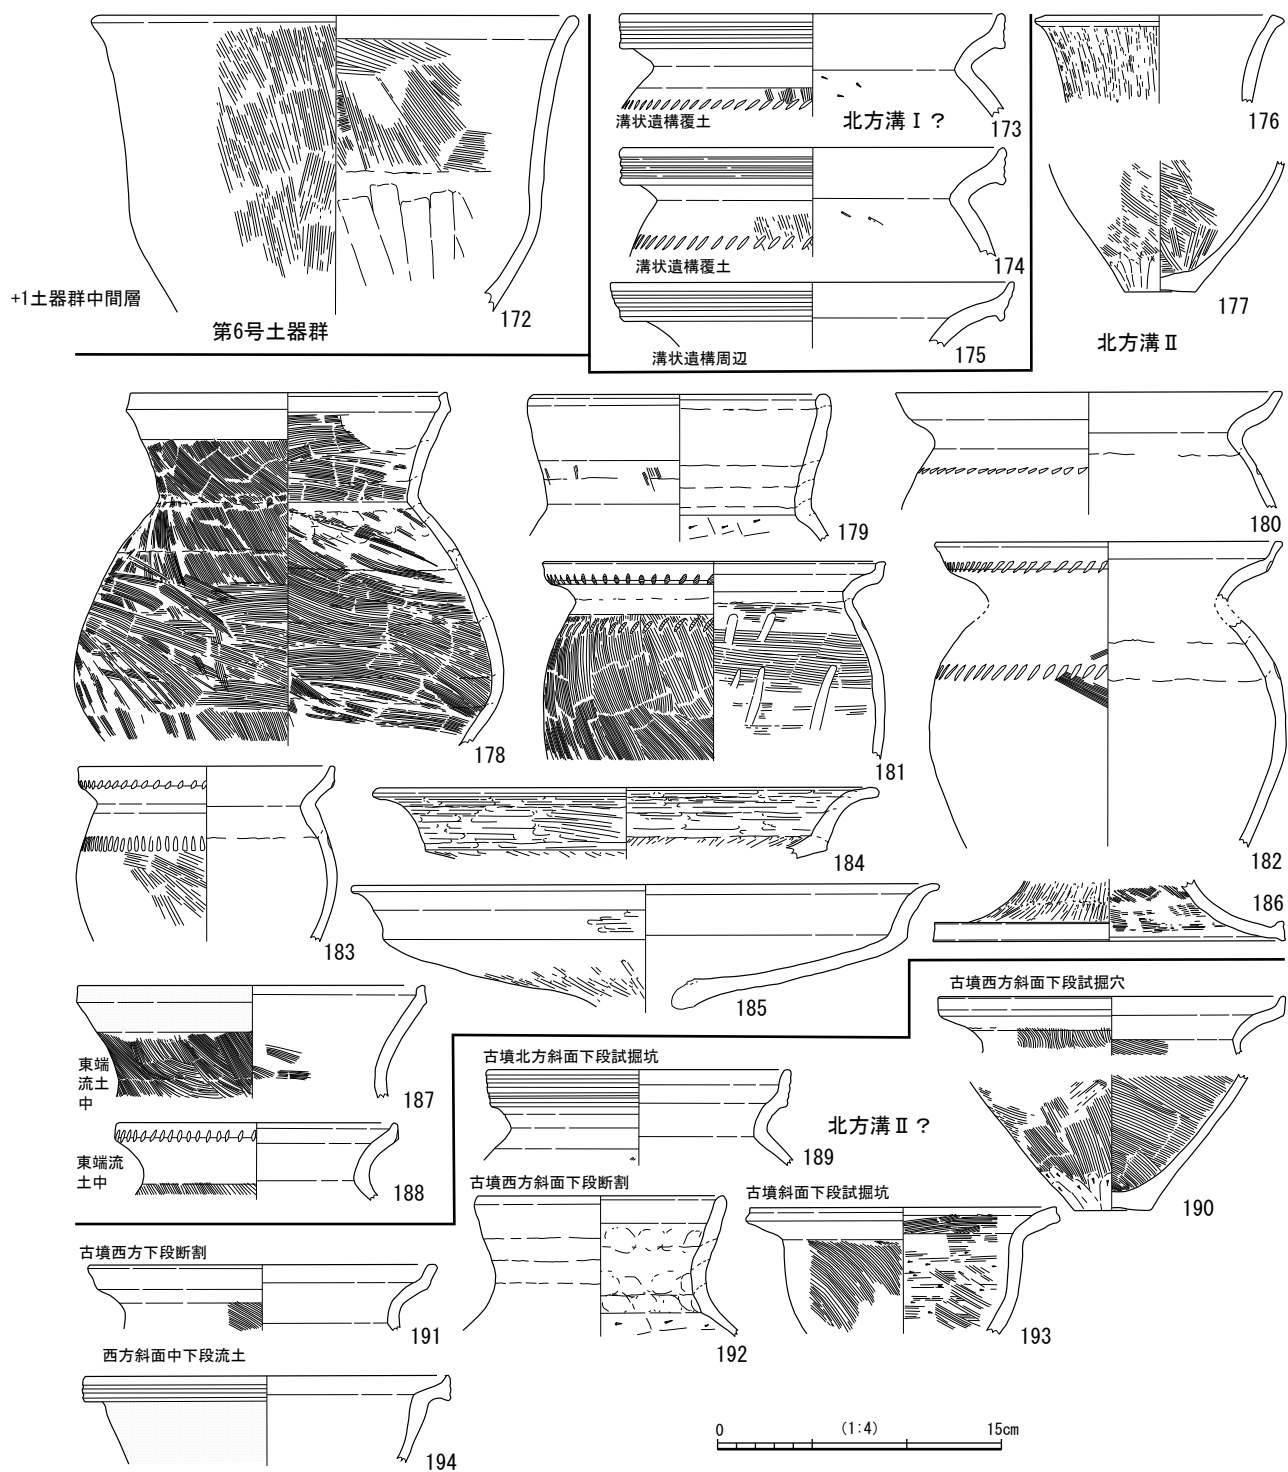 +1土器群中間層
第6号土器群
172
溝状遺構覆土
北方溝Ⅰ?
173
溝状遺構覆土
174
溝状遺構周辺
175
176
177
北方溝Ⅱ
178
179
180
181
182
183
184
185
186
東端
流土
中
187
東端流
土中
188
古墳北方斜面下段試掘坑
189
北方溝Ⅱ?
古墳西方斜面下段試掘穴
190
古墳西方下段断割
191
古墳西方斜面下段断割
192
古墳斜面下段試掘坑
193
西方斜面中下段流土
194
0
(1:4)
15cm